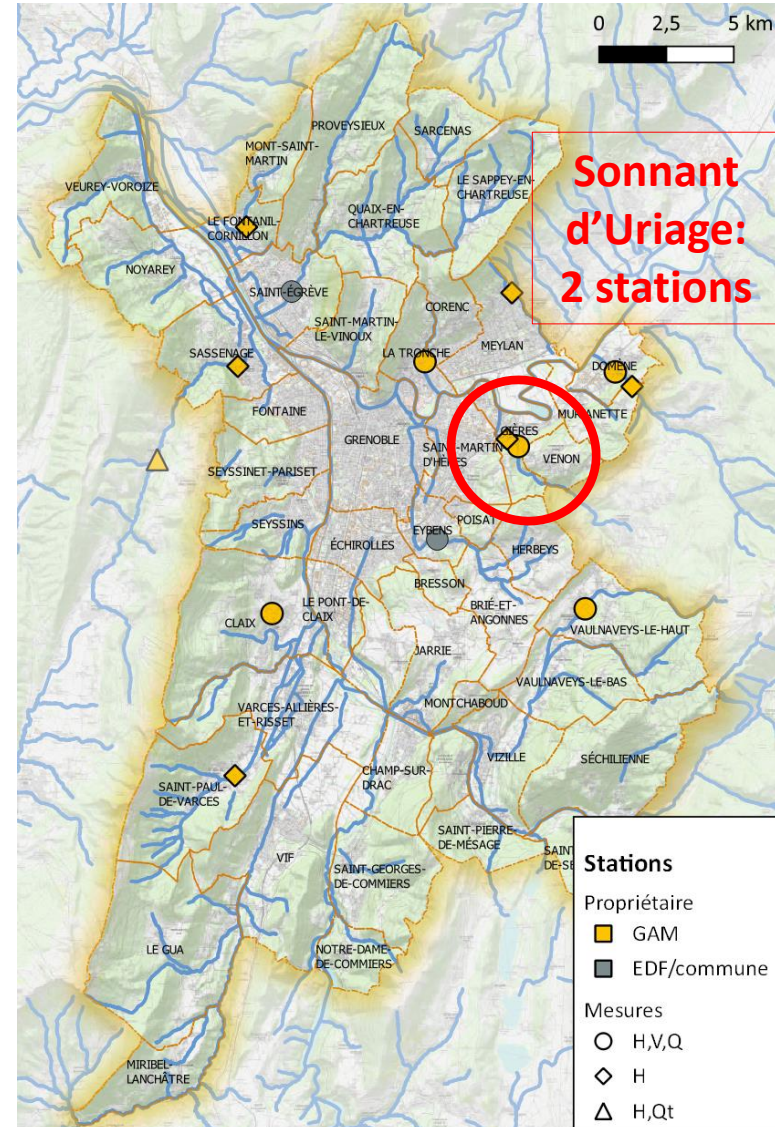 0 2,5 5 km
Sonnant
d'Uriage:
2 stations
PROVEYSIEUX
SARCENAS
MONT-SAINT-
MARTIN
LE SAPPEY-EN-
CHARTREUSE
VEUREY-VOROIZE
QUAIX-EN-
CHARTREUSE
LE FONTANIL-
CORNILLON
NOYAREY
SAINT-ÉGRÈVE
CORENC
SAINT-MARTIN-
LE-VINOUX
MEYLAN
SASSENAGE
LA TRONCHE
DOMÈNE
FONTAINE
MURIANETTE
GRENOBLE
GIÈRES
SAINT-MARTIN
D'HÈRES
VENON
SEYSSINET-PARISET
SEYSSINS
POISAT
EYBENS
ÉCHIROLLES
HERBEYS
BRESSON
LE PONT-DE-
CLAIX
BRIÉ-ET-
ANGONNES
CLAIX
VAULNAVEYS-LE-HAUT
JARRIE
VAULNAVEYS-LE-BAS
VARCES-ALLIÈRES-
ET-RISSET
MONTCHABOUD
VIZILLE
SÉCHILIENNE
CHAMP-SUR-
DRAC
SAINT-PAUL-
DE-VARCES
SAINT-PIERRE-
DE-MÉSAGE
SAINT
DE-SE
VIF
SAINT-GEORGES-
DE-COMMIERS
LE GUA
NOTRE-DAME-
DE-COMMIERS
MIRIBEL-
LANCHÂTRE
Stations
Propriétaire
GAM
EDF/commune
Mesures
H,V,Q
H
H,Qt